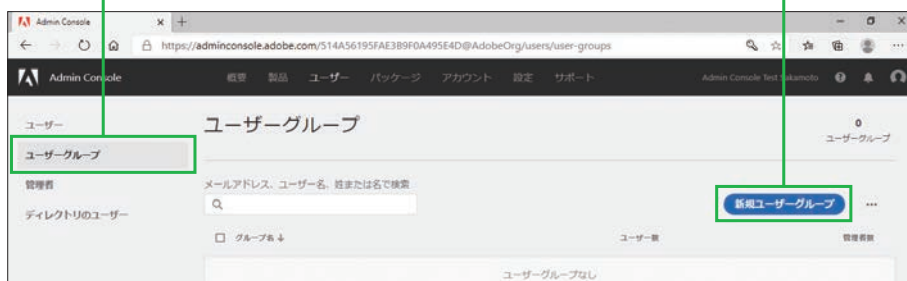 Admin Console
https://adminconsole.adobe.com/514A56195FAE3B9F0A495E4D@AdobeOrg/users/user-groups
Admin Console 概要 製品 ユーザー パッケージ アカウント 設定 サポート Admin Console Test Sakamoto
ユーザー
ユーザーグループ
管理者
ディレクトリのユーザー
ユーザーグループ
0
ユーザーグループ
メールアドレス、ユーザー名、姓または名で検索
新規ユーザーグループ ...
グループ名 ↓ ユーザー数 管理者数
ユーザーグループなし